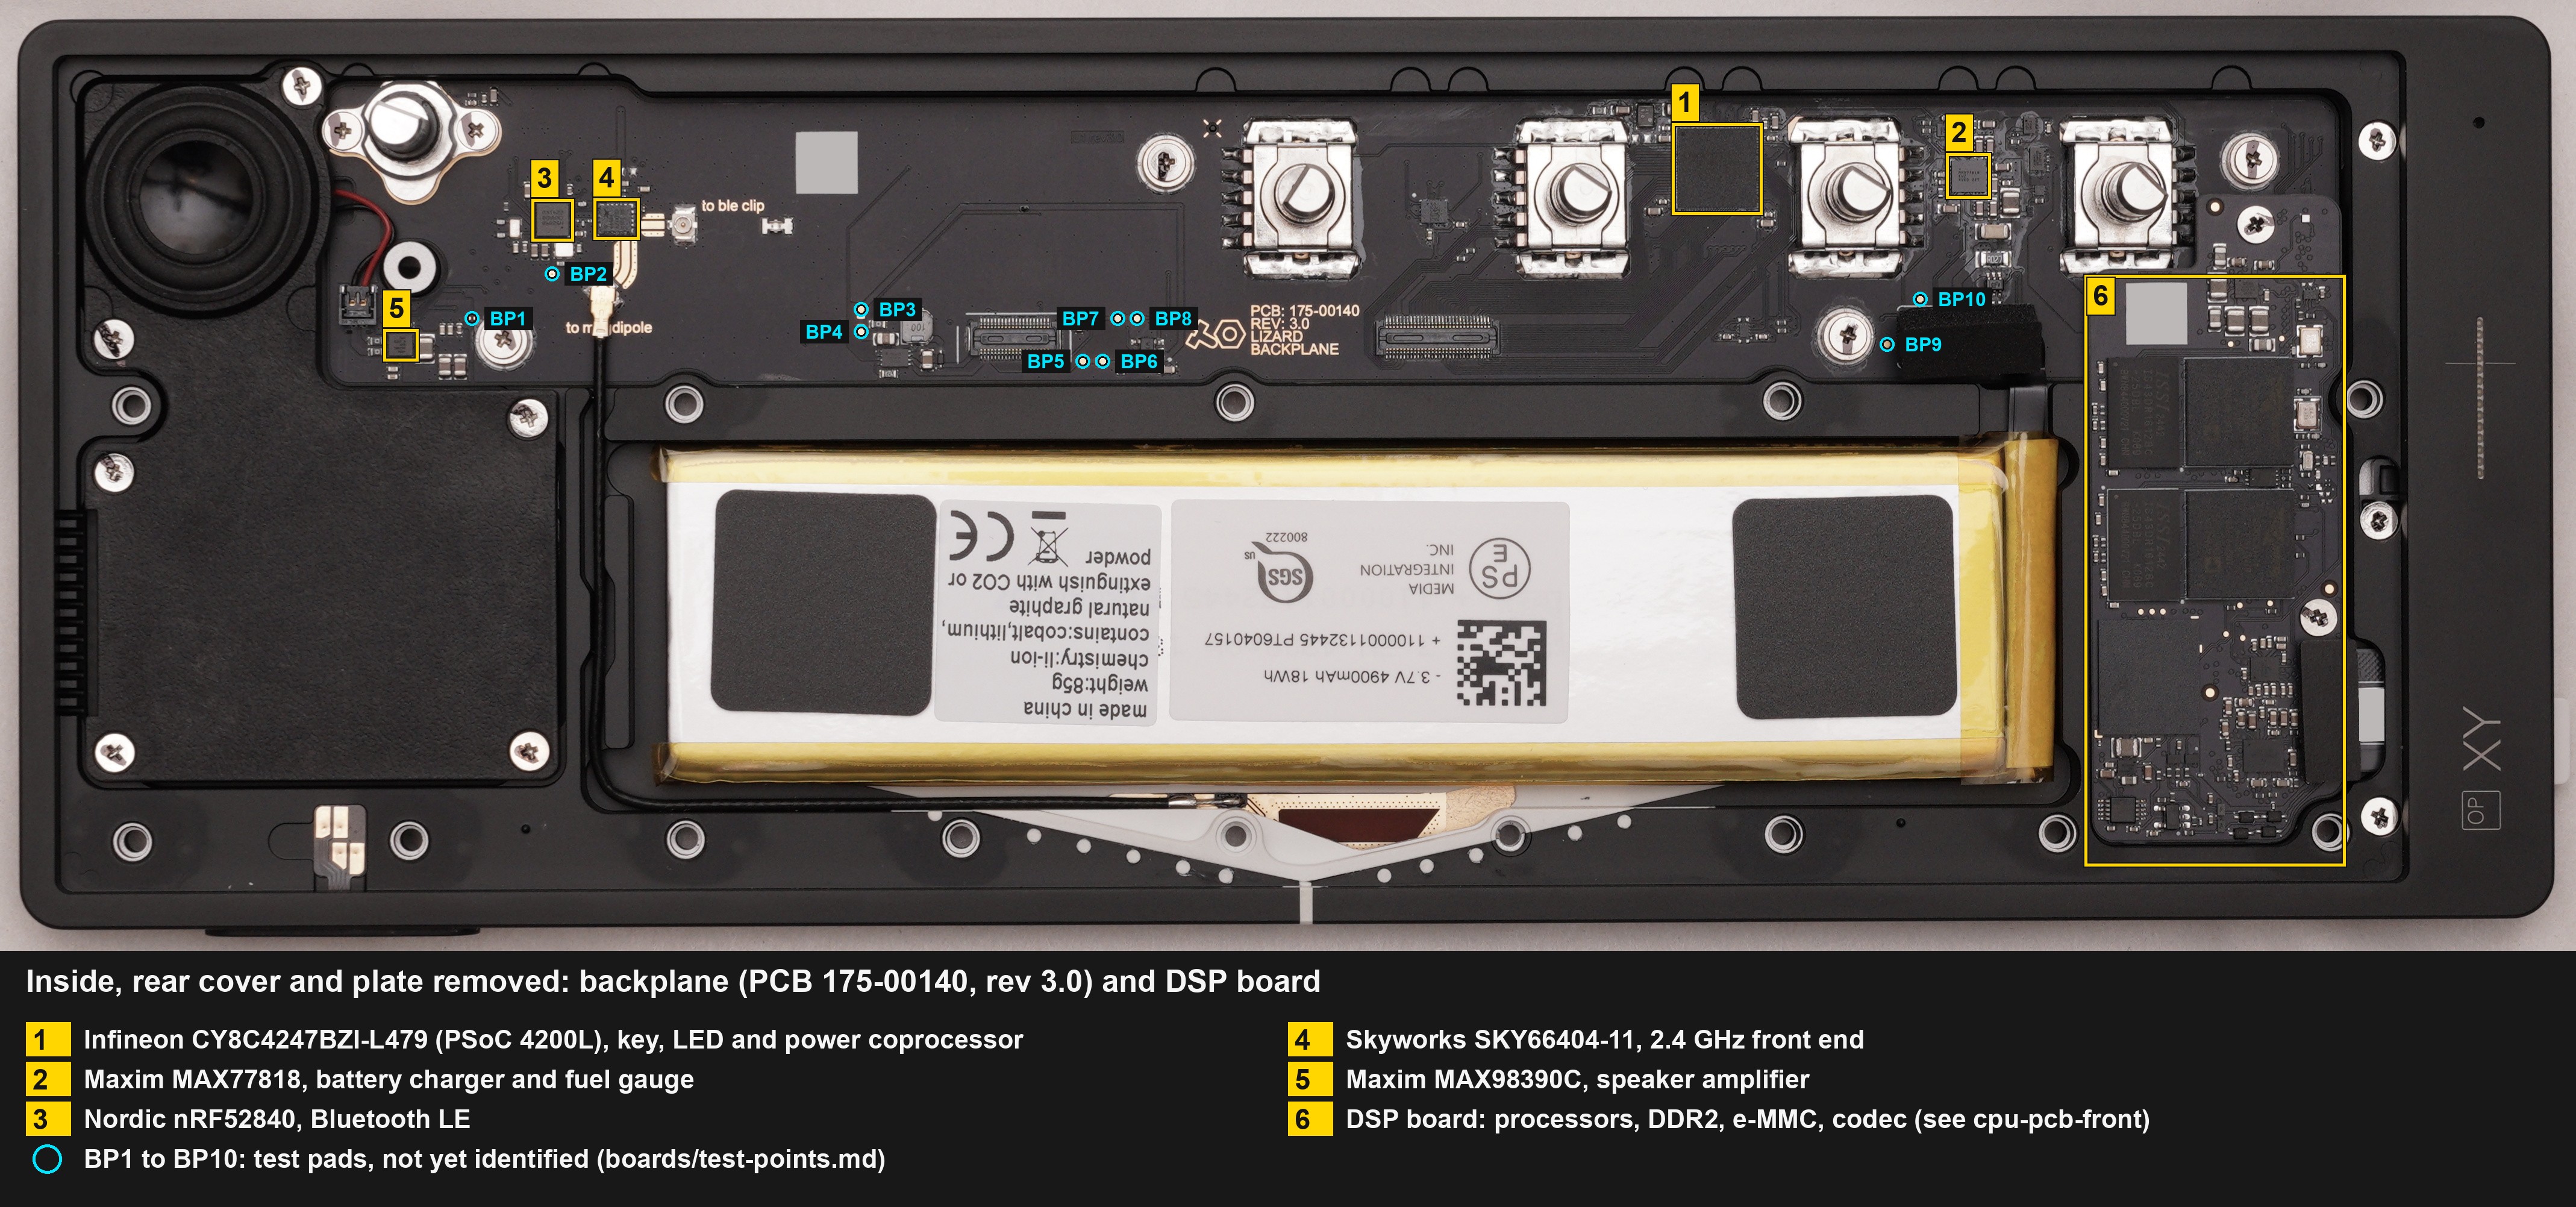 1
2
3
4
to ble clip
BP2
5
BP1
to m dipole
BP3
BP4
BP7
BP8
BP5
BP6
PCB: 175-00140
REV: 3.0
LIZARD
BACKPLANE
100
R027
BP10
BP9
6
CE
powder
extinguish with CO2 or
natural graphite
contains:cobalt,lithium,
chemistry:li-ion
weight:85g
made in china
800222
SGS
US
PS
E
MEDIA
INTEGRATION
INC.
+ 1100001132445 PT6040157
- 3.7V 4900mAh 18Wh
OP
XY
Inside, rear cover and plate removed: backplane (PCB 175-00140, rev 3.0) and DSP board
1 Infineon CY8C4247BZI-L479 (PSoC 4200L), key, LED and power coprocessor
2 Maxim MAX77818, battery charger and fuel gauge
3 Nordic nRF52840, Bluetooth LE
BP1 to BP10: test pads, not yet identified (boards/test-points.md)
4 Skyworks SKY66404-11, 2.4 GHz front end
5 Maxim MAX98390C, speaker amplifier
6 DSP board: processors, DDR2, e-MMC, codec (see cpu-pcb-front)